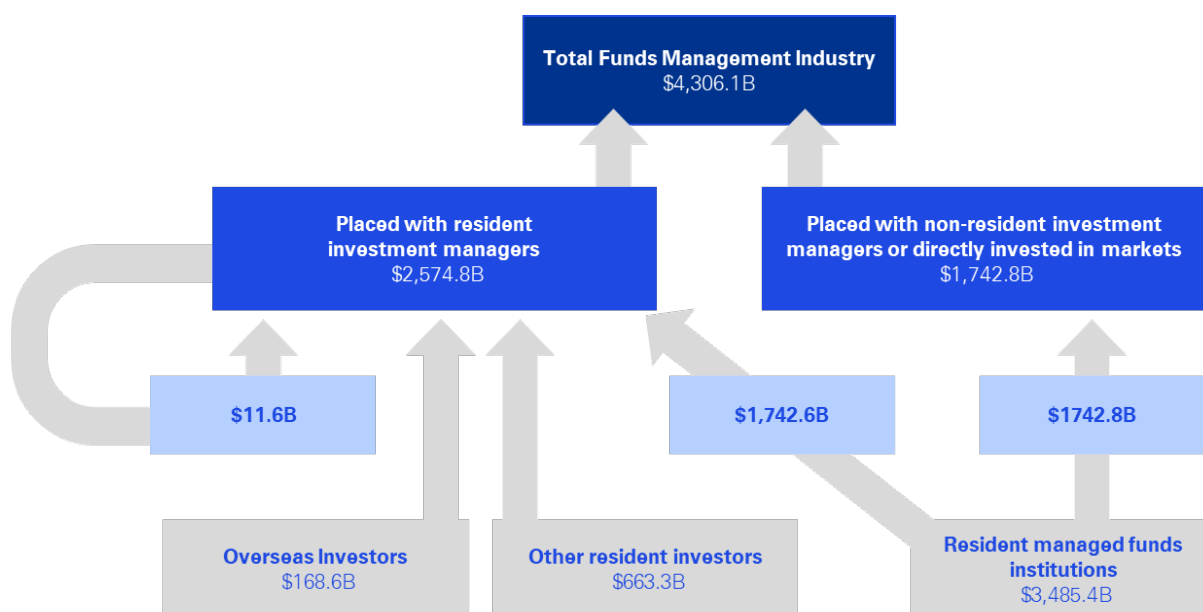 Total Funds Management Industry
$4,306.1B
Placed with resident
investment managers
$2,574.8B
Placed with non-resident investment
managers or directly invested in markets
$1,742.8B
$11.6B
$1,742.6B
$1742.8B
Overseas Investors
$168.6B
Other resident investors
$663.3B
Resident managed funds
institutions
$3,485.4B